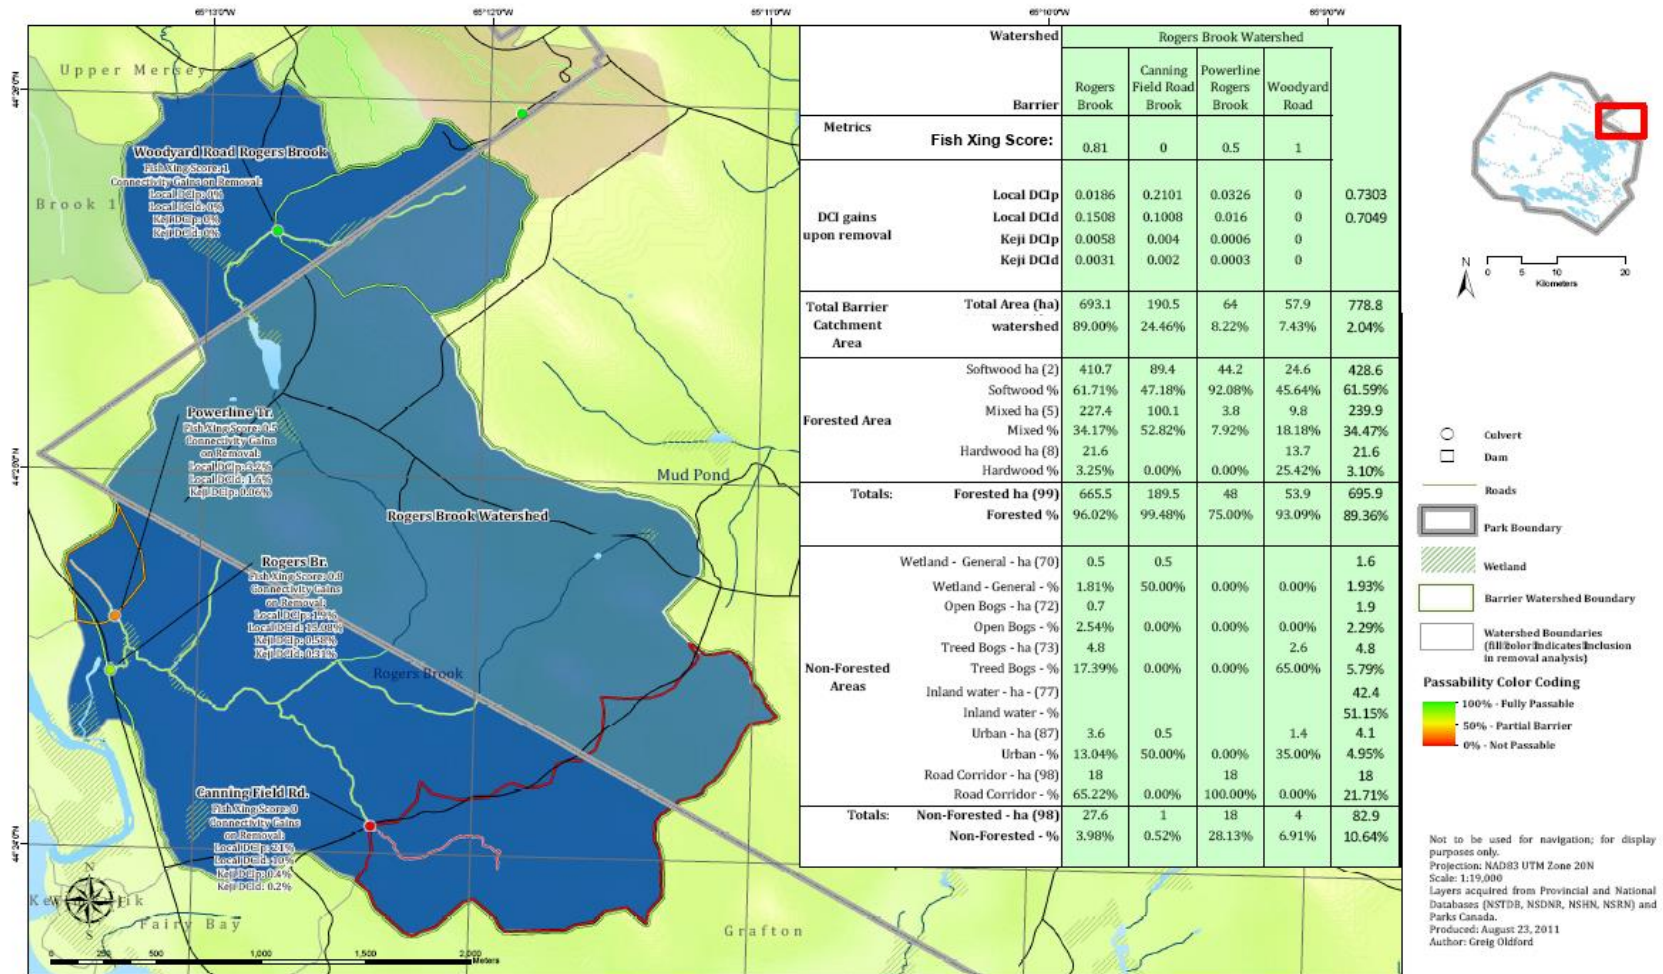 65°13'0"W 65°12'0"W 65°11'0"W 65°10'0"W 65°9'0"W
44°26'0"N
44°25'0"N
44°24'0"N
Upper Mersey
Woodyard Road Rogers Brook
Fish Xing Score: 1
Connectivity Gains on Removal:
Local DCIp: 0%
Local DCId: 0%
Keji DCIp: 0%
Keji DCId: 0%
Brook 1
Powerline Tr.
Fish Xing Score: 0.5
Connectivity Gains
on Removal:
Local DCIp: 3.2%
Local DCId: 1.6%
Keji DCIp: 0.06%
Mud Pond
Rogers Brook Watershed
Rogers Br.
Fish Xing Score: 0.8
Connectivity Gains
on Removal:
Local DCIp: 1.9%
Local DCId: 15.08%
Keji DCIp: 0.58%
Keji DCId: 0.31%
Rogers Brook
Canning Field Rd.
Fish Xing Score: 0
Connectivity Gains
on Removal:
Local DCIp: 21%
Local DCId: 10%
Keji DCIp: 0.4%
Keji DCId: 0.2%
N
S
Fairy Bay
Grafton
0 250 500 1,000 1,500 2,000
Meters
Watershed Rogers Brook Watershed
Barrier Rogers Brook Canning Field Road Brook Powerline Rogers Brook Woodyard Road
Metrics Fish Xing Score: 0.81 0 0.5 1
DCI gains upon removal
Local DCIp 0.0186 0.2101 0.0326 0 0.7303
Local DCId 0.1508 0.1008 0.016 0 0.7049
Keji DCIp 0.0058 0.004 0.0006 0
Keji DCId 0.0031 0.002 0.0003 0
Total Barrier Catchment Area
Total Area (ha) 693.1 190.5 64 57.9 778.8
watershed 89.00% 24.46% 8.22% 7.43% 2.04%
Forested Area
Softwood ha (2) 410.7 89.4 44.2 24.6 428.6
Softwood % 61.71% 47.18% 92.08% 45.64% 61.59%
Mixed ha (5) 227.4 100.1 3.8 9.8 239.9
Mixed % 34.17% 52.82% 7.92% 18.18% 34.47%
Hardwood ha (8) 21.6 13.7 21.6
Hardwood % 3.25% 0.00% 0.00% 25.42% 3.10%
Totals: Forested ha (99) 665.5 189.5 48 53.9 695.9
Forested % 96.02% 99.48% 75.00% 93.09% 89.36%
Non-Forested Areas
Wetland - General - ha (70) 0.5 0.5 1.6
Wetland - General - % 1.81% 50.00% 0.00% 0.00% 1.93%
Open Bogs - ha (72) 0.7 1.9
Open Bogs - % 2.54% 0.00% 0.00% 0.00% 2.29%
Treed Bogs - ha (73) 4.8 2.6 4.8
Treed Bogs - % 17.39% 0.00% 0.00% 65.00% 5.79%
Inland water - ha - (77) 42.4
Inland water - % 51.15%
Urban - ha (87) 3.6 0.5 1.4 4.1
Urban - % 13.04% 50.00% 0.00% 35.00% 4.95%
Road Corridor - ha (98) 18 18 18
Road Corridor - % 65.22% 0.00% 100.00% 0.00% 21.71%
Totals: Non-Forested - ha (98) 27.6 1 18 4 82.9
Non-Forested - % 3.98% 0.52% 28.13% 6.91% 10.64%
N
0 5 10 20
Kilometers
Culvert
Dam
Roads
Park Boundary
Wetland
Barrier Watershed Boundary
Watershed Boundaries
(fill color indicates inclusion
in removal analysis)
Passability Color Coding
100% - Fully Passable
50% - Partial Barrier
0% - Not Passable
Not to be used for navigation; for display
purposes only.
Projection: NAD83 UTM Zone 20N
Scale: 1:19,000
Layers acquired from Provincial and National
Databases (NSTDB, NSDNR, NSHN, NSRN) and
Parks Canada.
Produced: August 23, 2011
Author: Greig Oldford